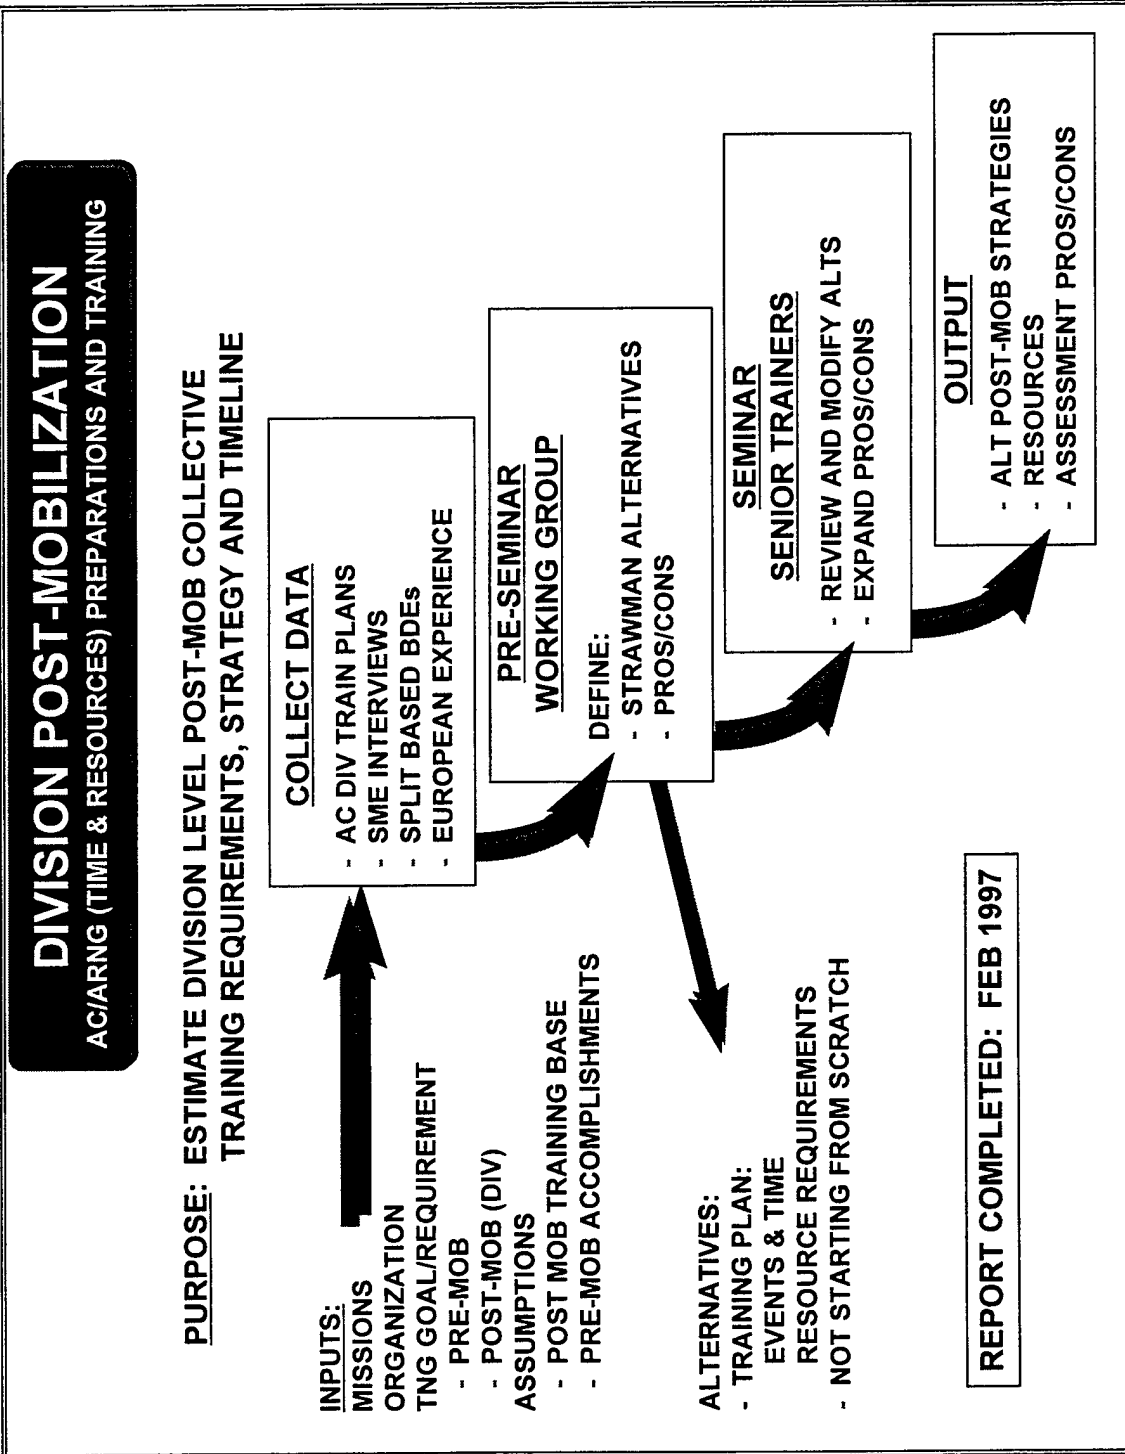 DIVISION POST-MOBILIZATION
AC/ARNG (TIME & RESOURCES) PREPARATIONS AND TRAINING
PURPOSE: ESTIMATE DIVISION LEVEL POST-MOB COLLECTIVE
TRAINING REQUIREMENTS, STRATEGY AND TIMELINE
INPUTS:
MISSIONS
ORGANIZATION
TNG GOAL/REQUIREMENT
- PRE-MOB
- POST-MOB (DIV)
ASSUMPTIONS
- POST MOB TRAINING BASE
- PRE-MOB ACCOMPLISHMENTS
COLLECT DATA
- AC DIV TRAIN PLANS
- SME INTERVIEWS
- SPLIT BASED BDEs
- EUROPEAN EXPERIENCE
PRE-SEMINAR
WORKING GROUP
DEFINE:
- STRAWMAN ALTERNATIVES
- PROS/CONS
ALTERNATIVES:
- TRAINING PLAN:
EVENTS & TIME
RESOURCE REQUIREMENTS
- NOT STARTING FROM SCRATCH
SEMINAR
SENIOR TRAINERS
- REVIEW AND MODIFY ALTS
- EXPAND PROS/CONS
OUTPUT
- ALT POST-MOB STRATEGIES
- RESOURCES
- ASSESSMENT PROS/CONS
REPORT COMPLETED: FEB 1997